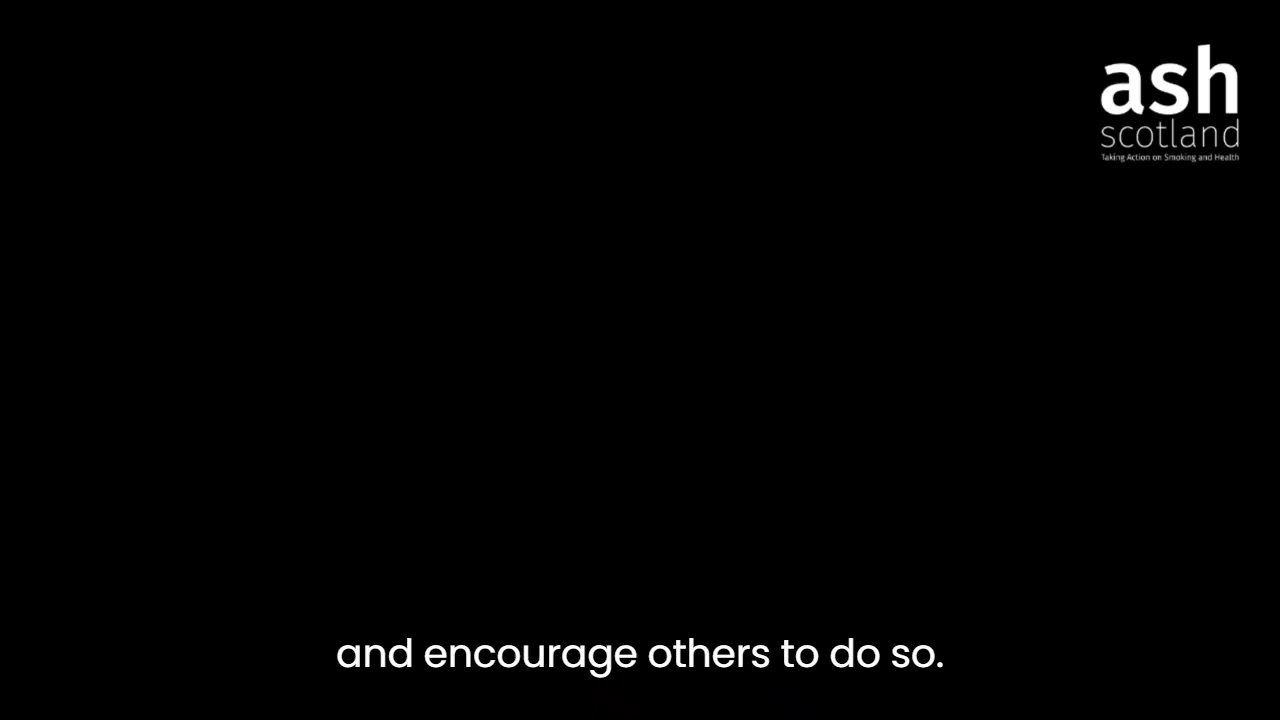 ash
scotland
Taking Action on Smoking and Health
and encourage others to do so.